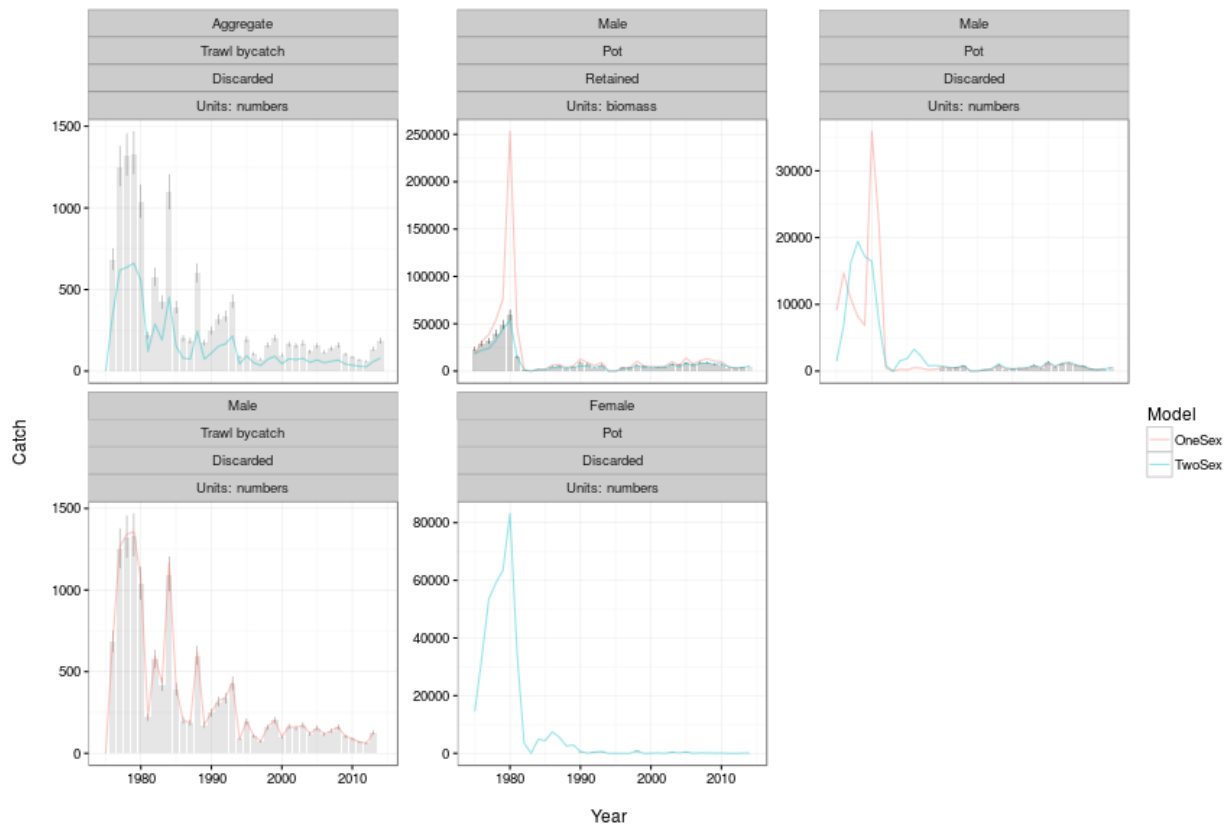 Aggregate
Trawl bycatch
Discarded
Units: numbers
1500
1000
500
0
Male
Pot
Retained
Units: biomass
250000
200000
150000
100000
50000
0
Male
Pot
Discarded
Units: numbers
30000
20000
10000
0
Male
Trawl bycatch
Discarded
Units: numbers
1500
1000
500
0
1980 1990 2000 2010
Female
Pot
Discarded
Units: numbers
80000
60000
40000
20000
0
1980 1990 2000 2010
Catch
Year
Model
OneSex
TwoSex